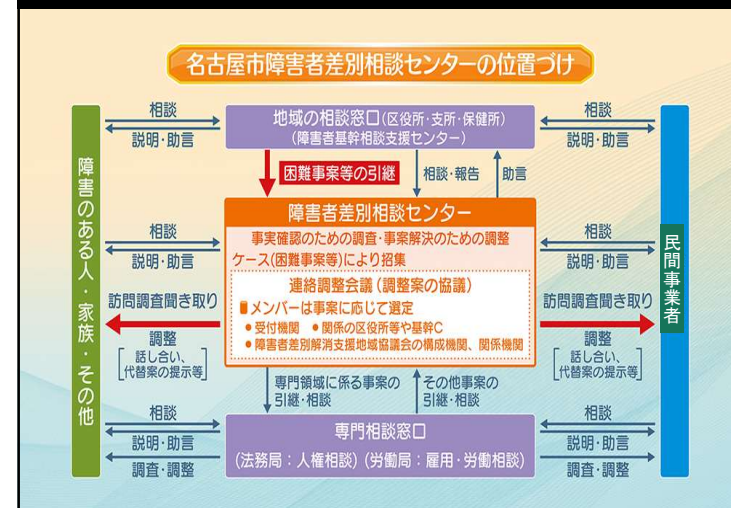 名古屋市障害者差別相談センターの位置づけ
障害のある人・家族・その他
民間事業者
相談
説明・助言
地域の相談窓口(区役所・支所・保健所)
(障害者基幹相談支援センター)
相談
説明・助言
困難事案等の引継
相談・報告
助言
障害者差別相談センター
事実確認のための調査・事案解決のための調整
ケース(困難事案等)により招集
連絡調整会議(調整案の協議)
メンバーは事案に応じて選定
●受付機関 ●関係の区役所等や基幹C
●障害者差別解消支援地域協議会の構成機関、関係機関
相談
説明・助言
訪問調査聞き取り
調整
[話し合い、
代替案の提示等]
相談
説明・助言
訪問調査聞き取り
調整
[話し合い、
代替案の提示等]
専門領域に係る事案の
引継・相談
その他事案の
引継・相談
相談
説明・助言
調査・調整
専門相談窓口
(法務局：人権相談)(労働局：雇用・労働相談)
相談
説明・助言
調査・調整